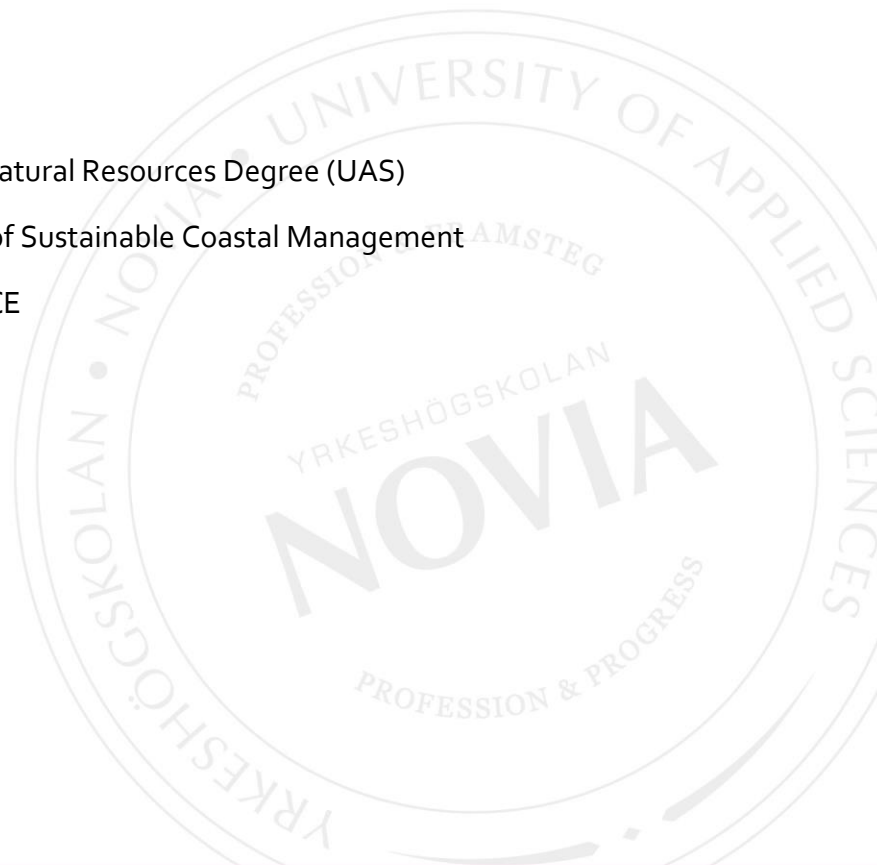 atural Resources Degree (UAS)
of Sustainable Coastal Management
CE
UNIVERSITY OF APPLIED SCIENCES
YRKESHÖGSKOLAN • NOVIA •
PROFESSION & FRAMSTEG
YRKESHÖGSKOLAN
NOVIA
PROFESSION & PROGRESS